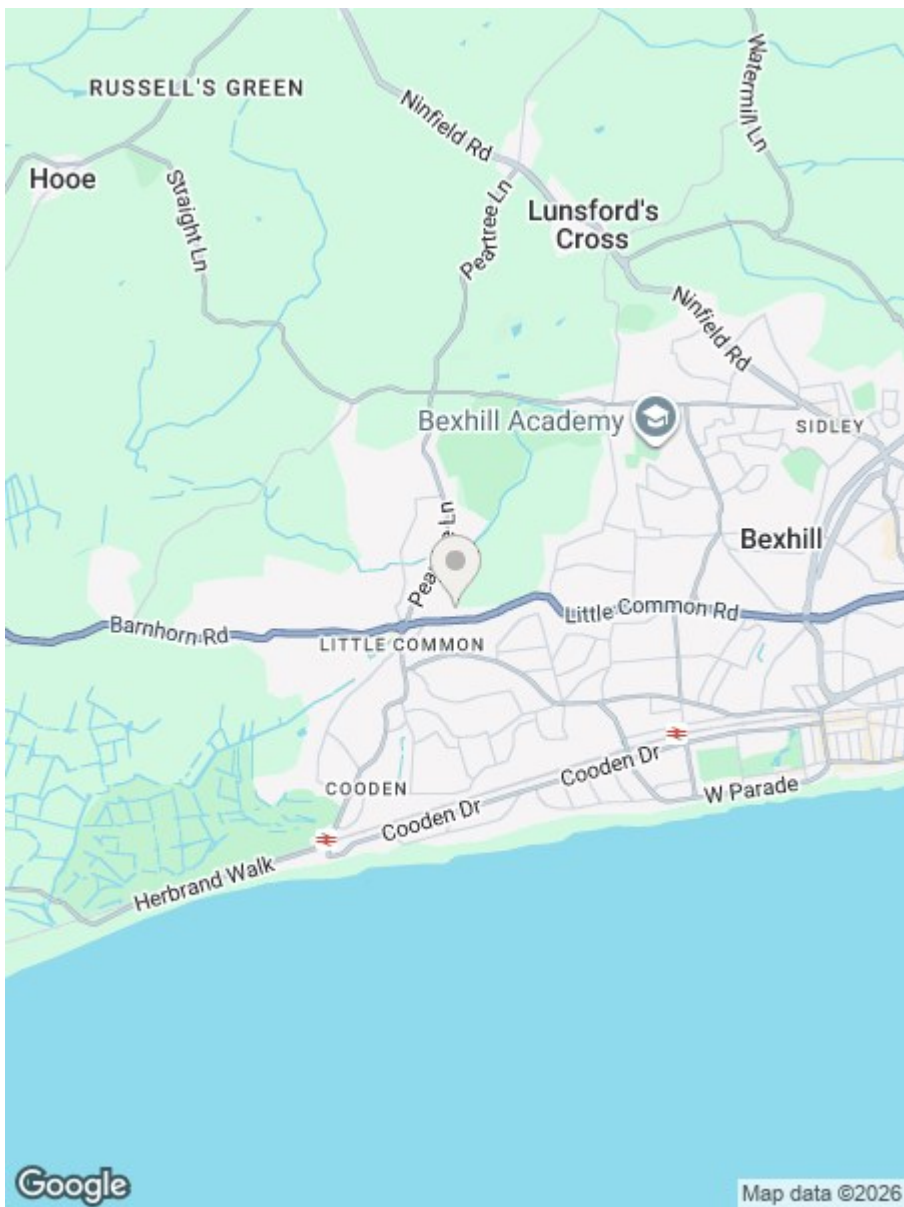 RUSSELL'S GREEN
Ninfield Rd
Watermill Ln
Hooe
Straight Ln
Peartree Ln
Lunsford's
Cross
Ninfield Rd
Bexhill Academy
SIDLEY
Peartree Ln
Bexhill
Barnhorn Rd
Little Common Rd
LITTLE COMMON
COODEN
Cooden Dr
Cooden Dr
W Parade
Herbrand Walk
Google
Map data ©2026